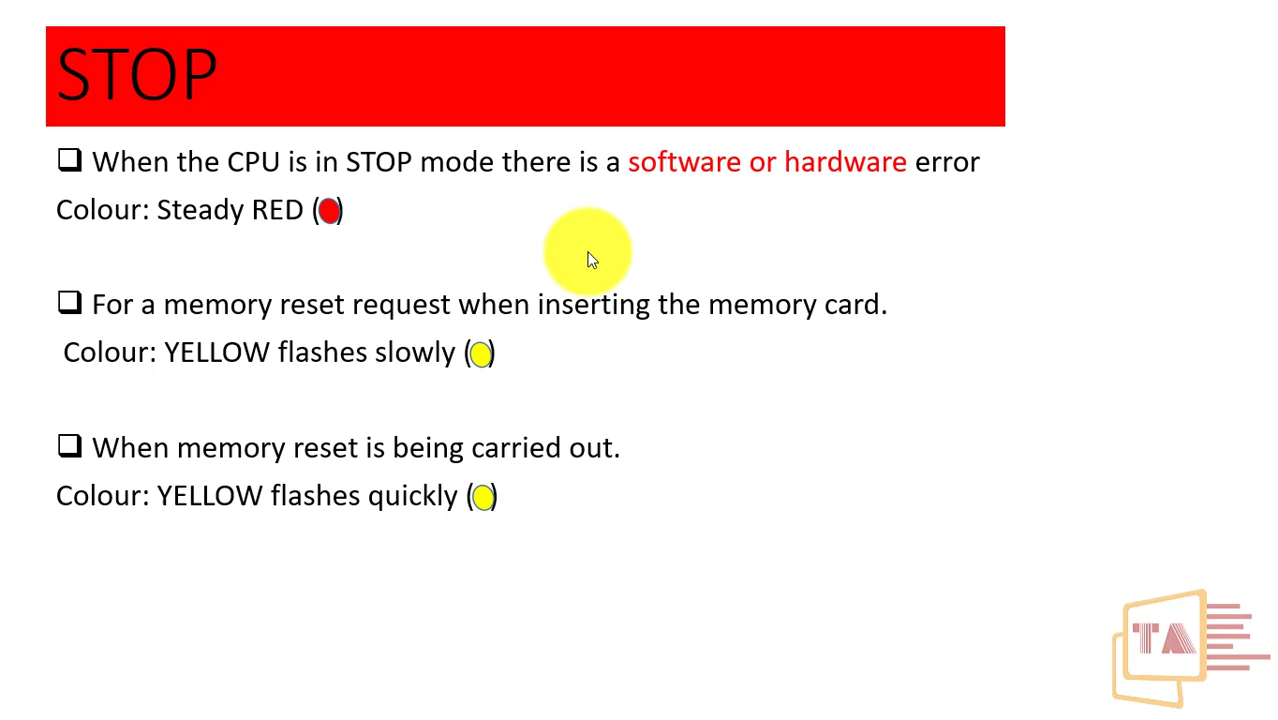 STOP
When the CPU is in STOP mode there is a software or hardware error
Colour: Steady RED ()
For a memory reset request when inserting the memory card.
Colour: YELLOW flashes slowly ()
When memory reset is being carried out.
Colour: YELLOW flashes quickly ()
TA